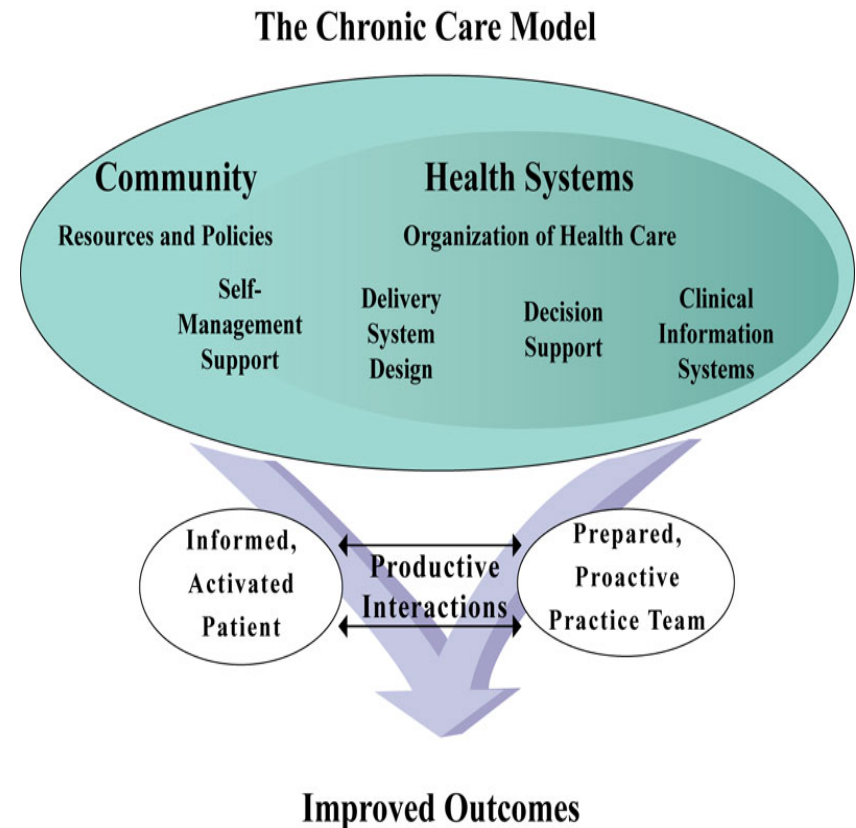 The Chronic Care Model
Community
Resources and Policies
Health Systems
Organization of Health Care
Self-
Management
Support
Delivery
System
Design
Decision
Support
Clinical
Information
Systems
Informed,
Activated
Patient
Productive
Interactions
Prepared,
Proactive
Practice Team
Improved Outcomes